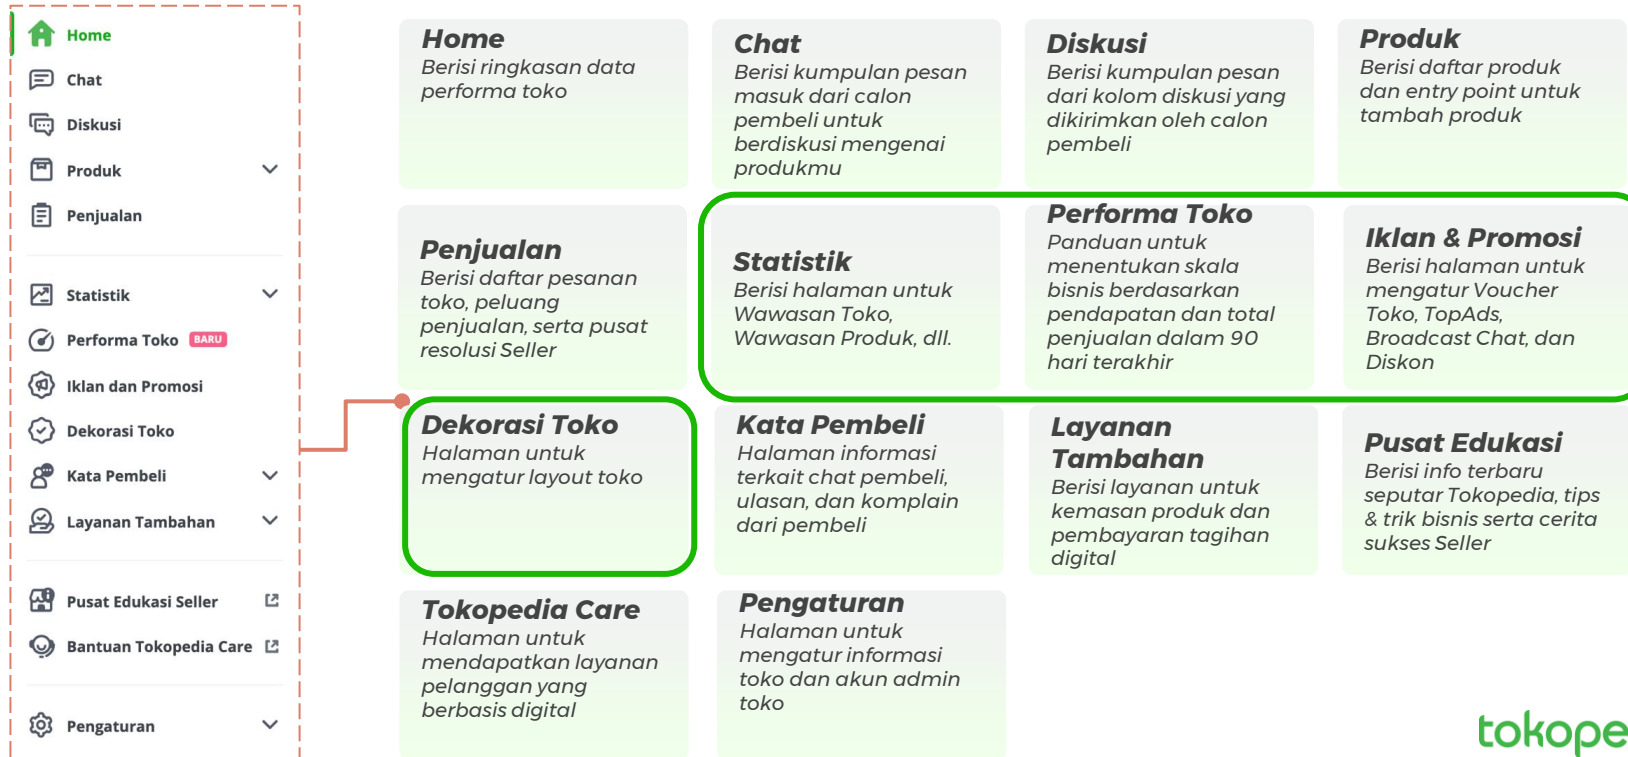 Home
Chat
Diskusi
Produk
Penjualan
Statistik
Performa Toko BARU
Iklan dan Promosi
Dekorasi Toko
Kata Pembeli
Layanan Tambahan
Pusat Edukasi Seller
Bantuan Tokopedia Care
Pengaturan
Home
Berisi ringkasan data
performa toko
Chat
Berisi kumpulan pesan
masuk dari calon
pembeli untuk
berdiskusi mengenai
produkmu
Diskusi
Berisi kumpulan pesan
dari kolom diskusi yang
dikirimkan oleh calon
pembeli
Produk
Berisi daftar produk
dan entry point untuk
tambah produk
Penjualan
Berisi daftar pesanan
toko, peluang
penjualan, serta pusat
resolusi Seller
Statistik
Berisi halaman untuk
Wawasan Toko,
Wawasan Produk, dll.
Performa Toko
Panduan untuk
menentukan skala
bisnis berdasarkan
pendapatan dan total
penjualan dalam 90
hari terakhir
Iklan & Promosi
Berisi halaman untuk
mengatur Voucher
Toko, TopAds,
Broadcast Chat, dan
Diskon
Dekorasi Toko
Halaman untuk
mengatur layout toko
Kata Pembeli
Halaman informasi
terkait chat pembeli,
ulasan, dan komplain
dari pembeli
Layanan
Tambahan
Berisi layanan untuk
kemasan produk dan
pembayaran tagihan
digital
Pusat Edukasi
Berisi info terbaru
seputar Tokopedia, tips
& trik bisnis serta cerita
sukses Seller
Tokopedia Care
Halaman untuk
mendapatkan layanan
pelanggan yang
berbasis digital
Pengaturan
Halaman untuk
mengatur informasi
toko dan akun admin
toko
tokope